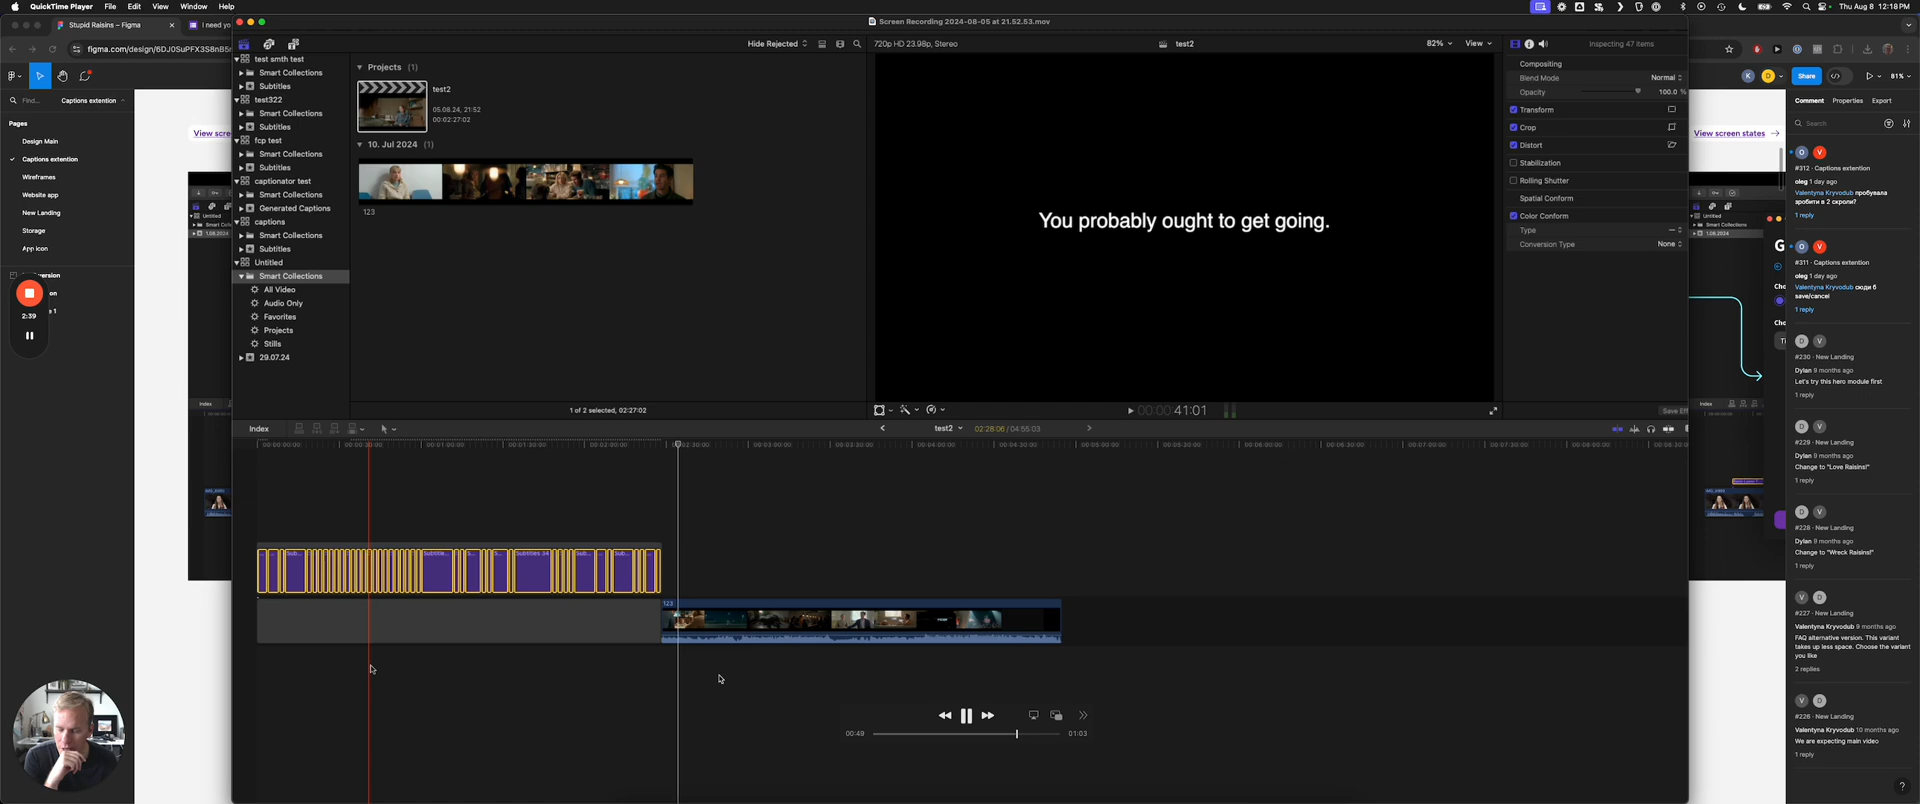 QuickTime Player File Edit View Window Help
Thu Aug 8 12:18 PM
Stupid Raisins – Figma
I need yo
Screen Recording 2024-08-05 at 21.52.53.mov
figma.com/design/6DJ0SuPFX3S8nB5
Share
81%
Find...
Captions extention
Pages
Design Main
Captions extention
Wireframes
Website app
New Landing
Storage
App Icon
2:39
View scre
Untitled
1.08.2024
Index
test smth test
Smart Collections
Subtitles
test322
Smart Collections
Subtitles
fcp test
Smart Collections
Subtitles
captionator test
Smart Collections
Generated Captions
captions
Smart Collections
Subtitles
Untitled
Smart Collections
All Video
Audio Only
Favorites
Projects
Stills
29.07.24
Hide Rejected
Projects (1)
test2
05.08.24, 21:52
00:02:27:02
10. Jul 2024 (1)
123
1 of 2 selected, 02:27:02
720p HD 23.98p, Stereo
test2
82%
View
You probably ought to get going.
00:00:41:01
Inspecting 47 items
Compositing
Blend Mode Normal
Opacity 100.0 %
Transform
Crop
Distort
Stabilization
Rolling Shutter
Spatial Conform
Color Conform
Type
Conversion Type None
Save Eff
Index
test2
02:28:06 / 04:55:03
00:00:00:00 00:00:30:00 00:01:00:00 00:01:30:00 00:02:00:00 00:02:30:00 00:03:00:00 00:03:30:00 00:04:00:00 00:04:30:00 00:05:00:00 00:05:30:00 00:06:00:00 00:06:30:00 00:07:00:00 00:07:30:00 00:08:00:00
Sub... Subtitle... S... S... Subtitles 34 Sub... Sub...
123
00:49 01:03
View screen states
Untitled
Smart Collections
1.08.2024
Index
Comment Properties Export
Search
#312 · Captions extention
oleg 1 day ago
Valentyna Kryvodub пробувала
зробити в 2 скроли?
1 reply
#311 · Captions extention
oleg 1 day ago
Valentyna Kryvodub сюди б
save/cancel
1 reply
#230 · New Landing
Dylan 9 months ago
Let's try this hero module first
1 reply
#229 · New Landing
Dylan 9 months ago
Change to "Love Raisins!"
1 reply
#228 · New Landing
Dylan 9 months ago
Change to "Wreck Raisins!"
1 reply
#227 · New Landing
Valentyna Kryvodub 9 months ago
FAQ alternative version. This variant
takes up less space. Choose the variant
you like
2 replies
#226 · New Landing
Valentyna Kryvodub 10 months ago
We are expecting main video
1 reply